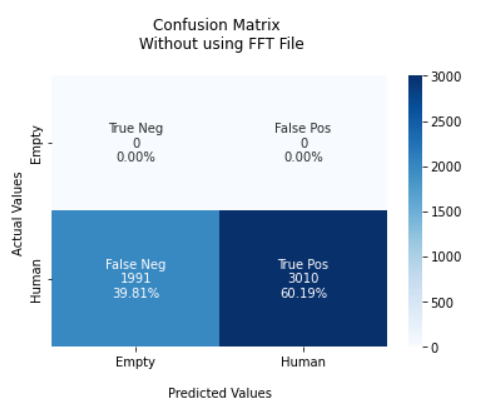 Confusion Matrix
Without using FFT File
True Neg
0
0.00%
False Pos
0
0.00%
False Neg
1991
39.81%
True Pos
3010
60.19%
Empty
Human
Actual Values
Empty
Human
Predicted Values
3000
2500
2000
1500
1000
500
0